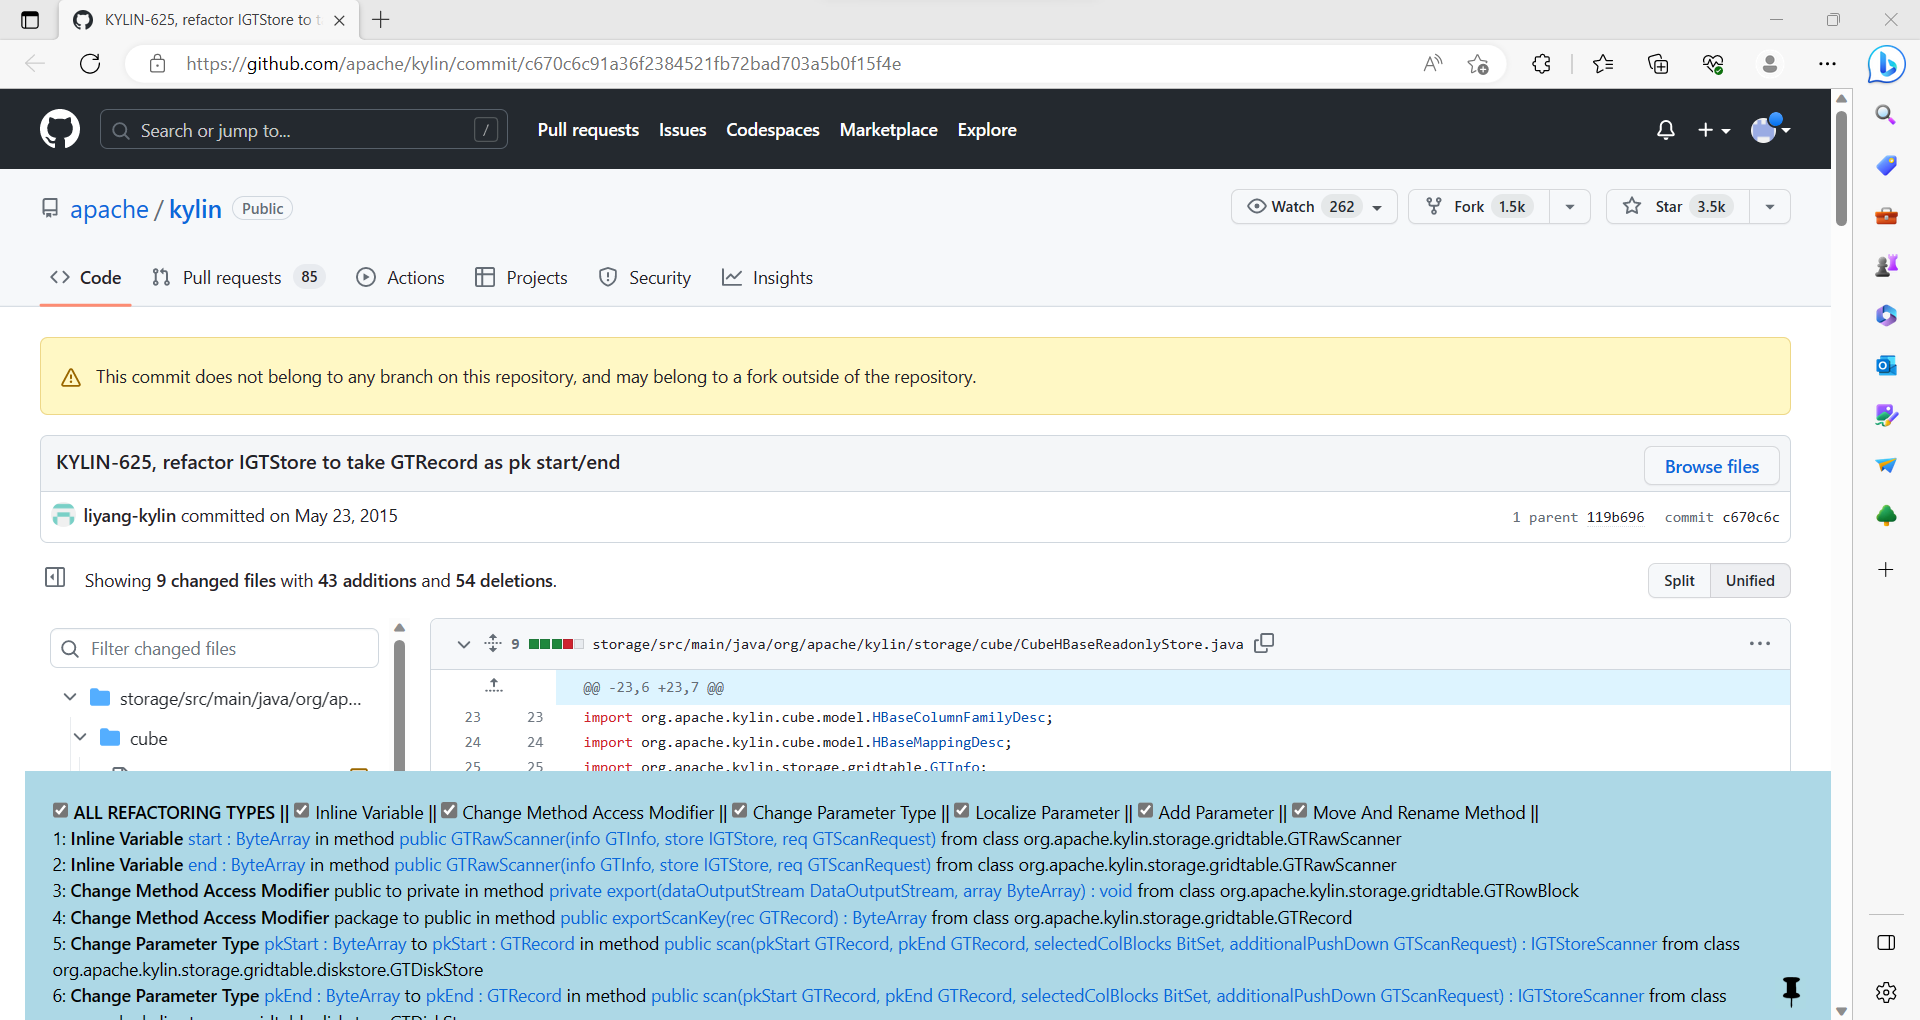 KYLIN-625, refactor IGTStore to
https://github.com/apache/kylin/commit/c670c6c91a36f2384521fb72bad703a5b0f15f4e
Search or jump to... / Pull requests Issues Codespaces Marketplace Explore
apache / kylin Public Watch 262 Fork 1.5k Star 3.5k
Code Pull requests 85 Actions Projects Security Insights
This commit does not belong to any branch on this repository, and may belong to a fork outside of the repository.
KYLIN-625, refactor IGTStore to take GTRecord as pk start/end
Browse files
liyang-kylin committed on May 23, 2015 1 parent 119b696 commit c670c6c
Showing 9 changed files with 43 additions and 54 deletions. Split Unified
Filter changed files
9 storage/src/main/java/org/apache/kylin/storage/cube/CubeHBaseReadonlyStore.java
storage/src/main/java/org/ap...
cube
@@ -23,6 +23,7 @@
23 23 import org.apache.kylin.cube.model.HBaseColumnFamilyDesc;
24 24 import org.apache.kylin.cube.model.HBaseMappingDesc;
25 25 import org.apache.kylin.storage.gridtable.GTInfo;
ALL REFACTORING TYPES || Inline Variable || Change Method Access Modifier || Change Parameter Type || Localize Parameter || Add Parameter || Move And Rename Method ||
1: Inline Variable start : ByteArray in method public GTRawScanner(info GTInfo, store IGTStore, req GTScanRequest) from class org.apache.kylin.storage.gridtable.GTRawScanner
2: Inline Variable end : ByteArray in method public GTRawScanner(info GTInfo, store IGTStore, req GTScanRequest) from class org.apache.kylin.storage.gridtable.GTRawScanner
3: Change Method Access Modifier public to private in method private export(dataOutputStream DataOutputStream, array ByteArray) : void from class org.apache.kylin.storage.gridtable.GTRowBlock
4: Change Method Access Modifier package to public in method public exportScanKey(rec GTRecord) : ByteArray from class org.apache.kylin.storage.gridtable.GTRecord
5: Change Parameter Type pkStart : ByteArray to pkStart : GTRecord in method public scan(pkStart GTRecord, pkEnd GTRecord, selectedColBlocks BitSet, additionalPushDown GTScanRequest) : IGTStoreScanner from class
org.apache.kylin.storage.gridtable.diskstore.GTDiskStore
6: Change Parameter Type pkEnd : ByteArray to pkEnd : GTRecord in method public scan(pkStart GTRecord, pkEnd GTRecord, selectedColBlocks BitSet, additionalPushDown GTScanRequest) : IGTStoreScanner from class